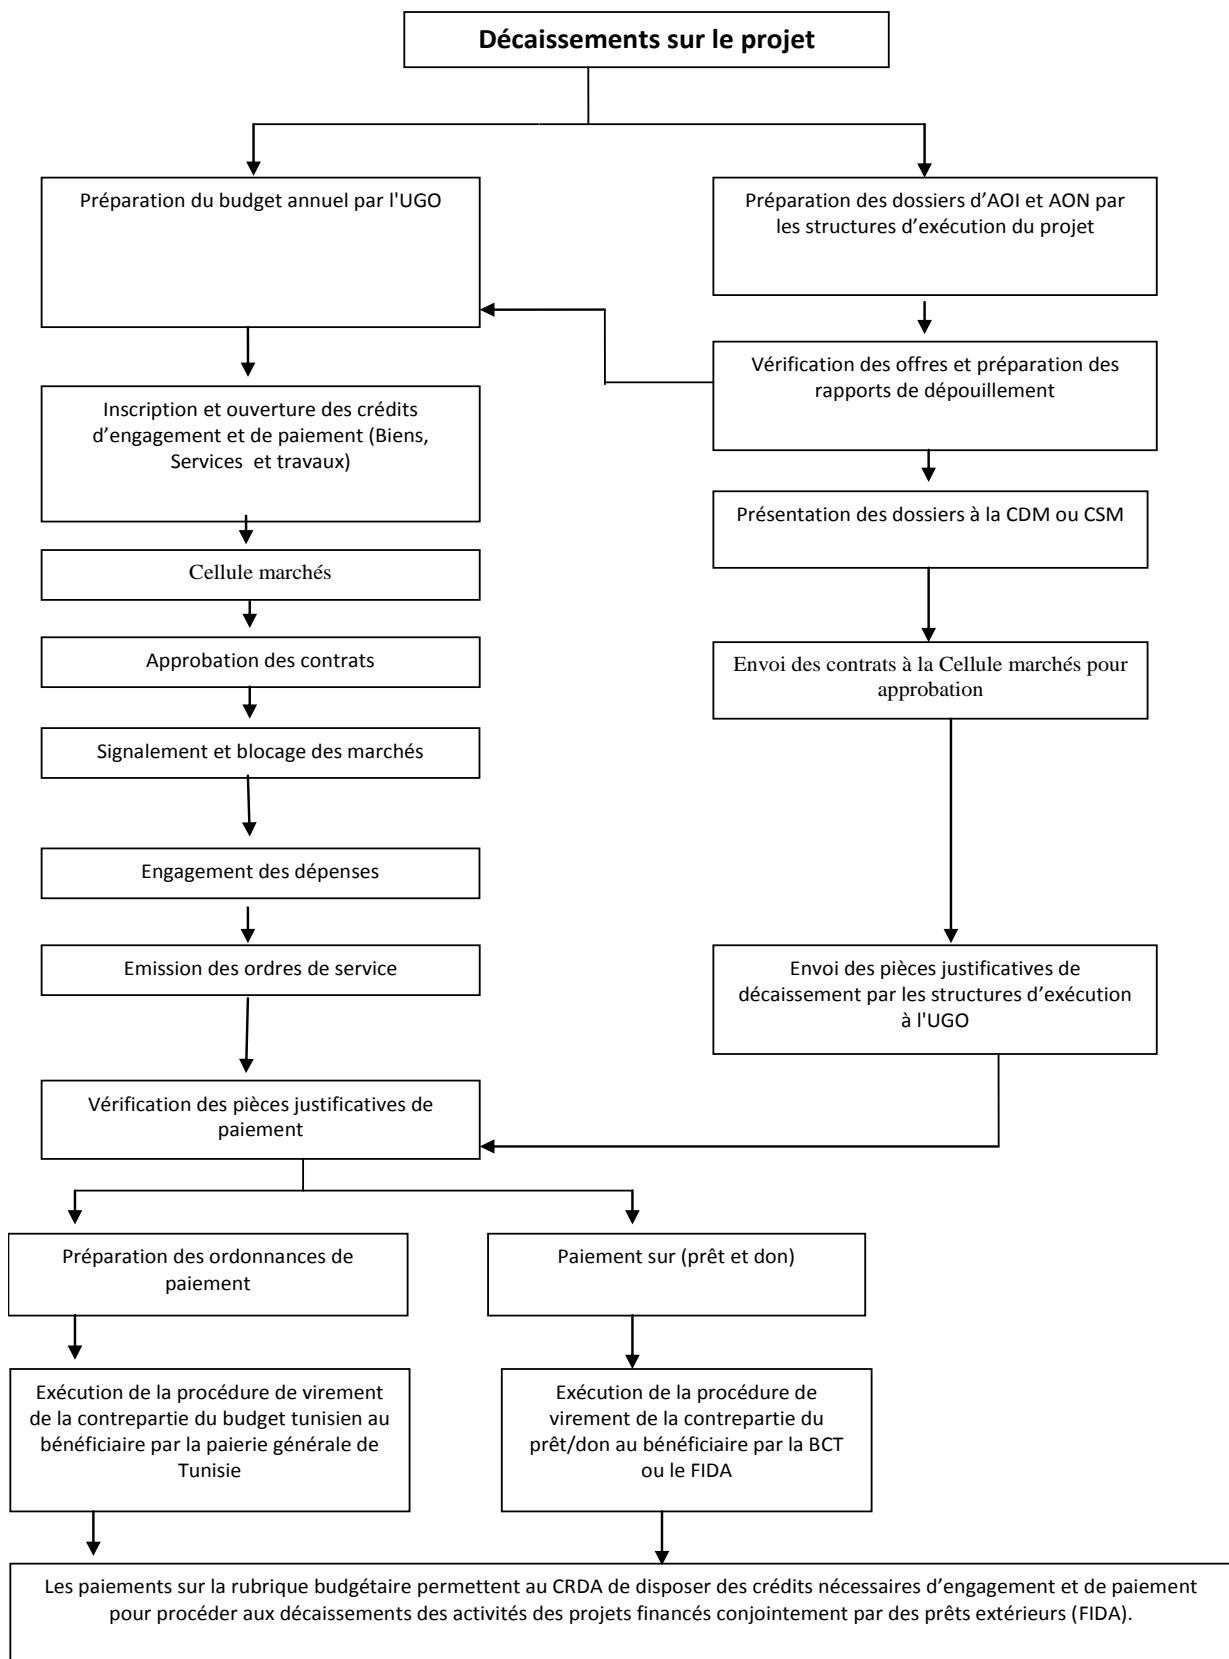 Décaissements sur le projet
Préparation du budget annuel par l'UGO
Préparation des dossiers d’AOI et AON par
les structures d’exécution du projet
Vérification des offres et préparation des
rapports de dépouillement
Inscription et ouverture des crédits
d’engagement et de paiement (Biens,
Services et travaux)
Présentation des dossiers à la CDM ou CSM
Cellule marchés
Approbation des contrats
Envoi des contrats à la Cellule marchés pour
approbation
Signalement et blocage des marchés
Engagement des dépenses
Emission des ordres de service
Envoi des pièces justificatives de
décaissement par les structures d’exécution
à l'UGO
Vérification des pièces justificatives de
paiement
Préparation des ordonnances de
paiement
Paiement sur (prêt et don)
Exécution de la procédure de virement
de la contrepartie du budget tunisien au
bénéficiaire par la paierie générale de
Tunisie
Exécution de la procédure de
virement de la contrepartie du
prêt/don au bénéficiaire par la BCT
ou le FIDA
Les paiements sur la rubrique budgétaire permettent au CRDA de disposer des crédits nécessaires d’engagement et de paiement
pour procéder aux décaissements des activités des projets financés conjointement par des prêts extérieurs (FIDA).